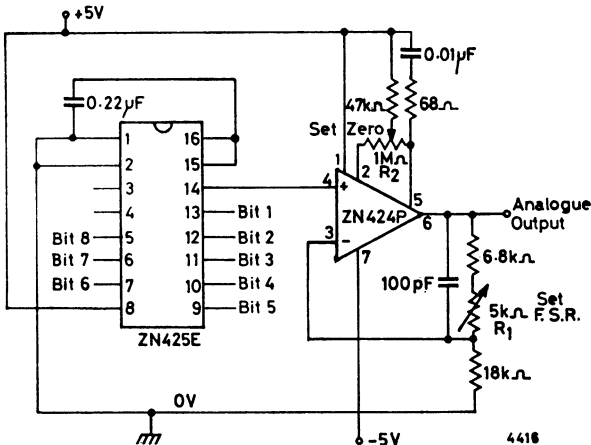 +5V
0.01µF
0.22µF
47k𝛀
68𝛀
Set Zero
1M𝛀
R2
1
2
3
4
5
6
7
8
16
15
14
13
12
11
10
9
Bit 1
Bit 2
Bit 3
Bit 4
Bit 5
Bit 8
Bit 7
Bit 6
ZN425E
1
2
4
+
5
ZN424P
6
3
−
7
Analogue
Output
6.8k𝛀
100pF
5k𝛀
R1
Set
F.S.R.
18k𝛀
0V
-5V
4416